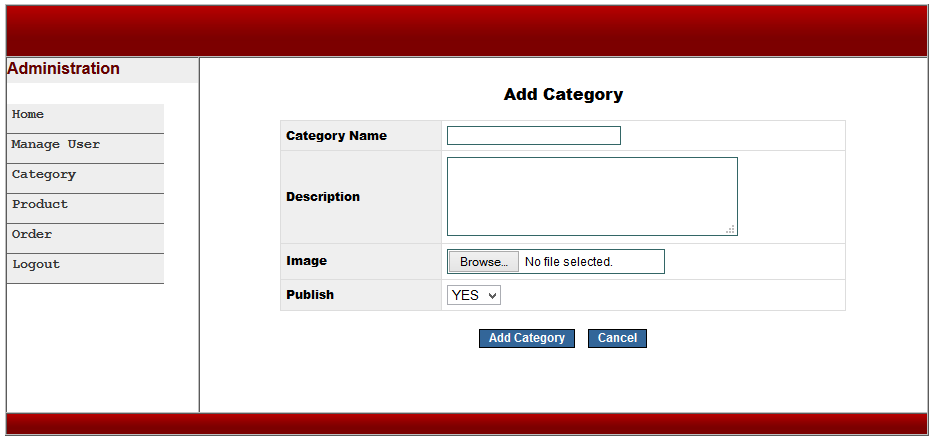 Administration
Home
Manage User
Category
Product
Order
Logout
Add Category
Category Name
Description
Image
Browse... No file selected.
Publish
YES
Add Category Cancel